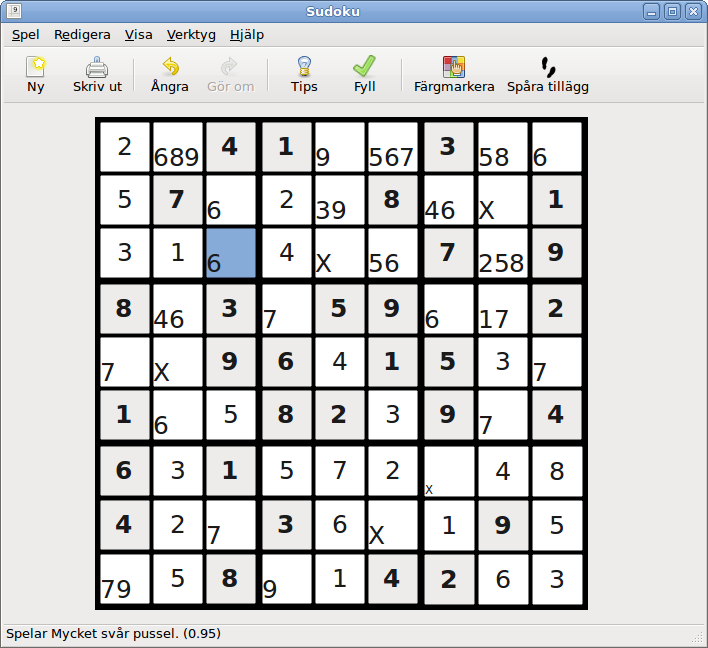 Sudoku
Spel Redigera Visa Verktyg Hjälp
Ny Skriv ut Ångra Gör om Tips Fyll Färgmarkera Spåra tillägg
2 689 4 1 9 567 3 58 6
5 7 6 2 39 8 46 X 1
3 1 6 4 X 56 7 258 9
8 46 3 7 5 9 6 17 2
7 X 9 6 4 1 5 3 7
1 6 5 8 2 3 9 7 4
6 3 1 5 7 2 X 4 8
4 2 7 3 6 X 1 9 5
79 5 8 9 1 4 2 6 3
Spelar Mycket svår pussel. (0.95)